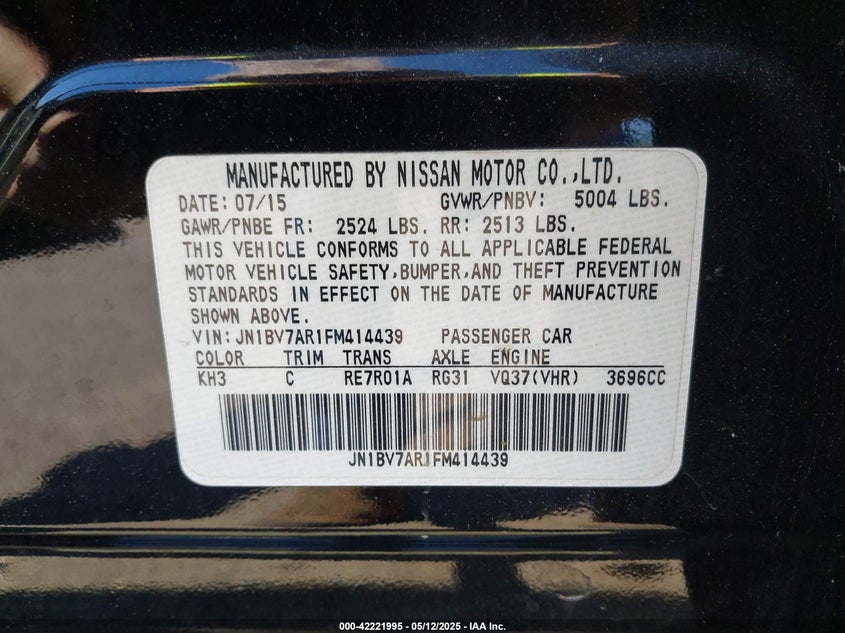 MANUFACTURED BY NISSAN MOTOR CO.,LTD.
DATE: 07/15 GVWR/PNBV: 5004 LBS.
GAWR/PNBE FR: 2524 LBS. RR: 2513 LBS.
THIS VEHICLE CONFORMS TO ALL APPLICABLE FEDERAL
MOTOR VEHICLE SAFETY,BUMPER,AND THEFT PREVENTION
STANDARDS IN EFFECT ON THE DATE OF MANUFACTURE
SHOWN ABOVE.
VIN:JN1BV7AR1FM414439 PASSENGER CAR
COLOR TRIM TRANS AXLE ENGINE
KH3 C RE7R01A RG31 VQ37(VHR) 3696CC
JN1BV7AR1FM414439
000-42221995 - 05/12/2025 - IAA Inc.